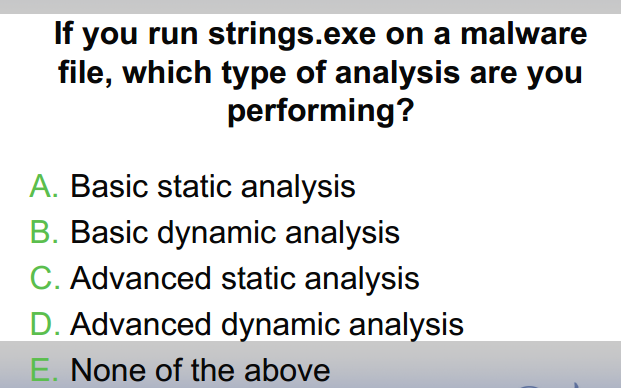 If you run strings.exe on a malware
file, which type of analysis are you
performing?
A. Basic static analysis
B. Basic dynamic analysis
C. Advanced static analysis
D. Advanced dynamic analysis
E. None of the above